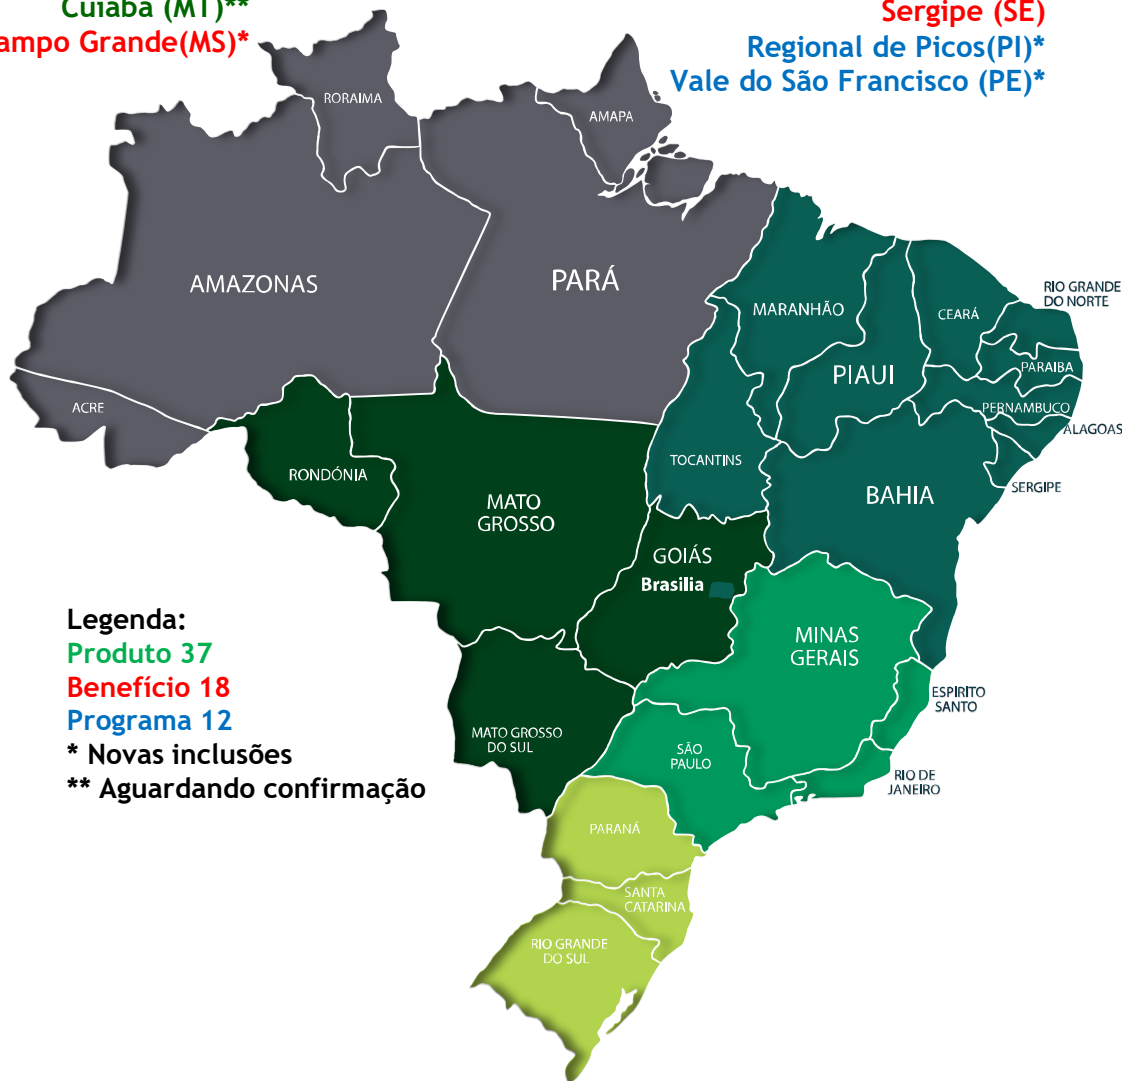 Cuiabá (MT)**
ampo Grande(MS)*
Sergipe (SE)
Regional de Picos(PI)*
Vale do São Francisco (PE)*
RORAIMA
AMAPA
AMAZONAS
PARÁ
MARANHÃO
CEARÁ
RIO GRANDE
DO NORTE
PIAUI
PARAIBA
ACRE
PERNAMBUCO
ALAGOAS
RONDÓNIA
TOCANTINS
SERGIPE
MATO
GROSSO
BAHIA
GOIÁS
Brasilia
MINAS
GERAIS
Legenda:
Produto 37
Benefício 18
Programa 12
* Novas inclusões
** Aguardando confirmação
ESPIRITO
SANTO
MATO GROSSO
DO SUL
SÃO
PAULO
RIO DE
JANEIRO
PARANÁ
SANTA
CATARINA
RIO GRANDE
DO SUL